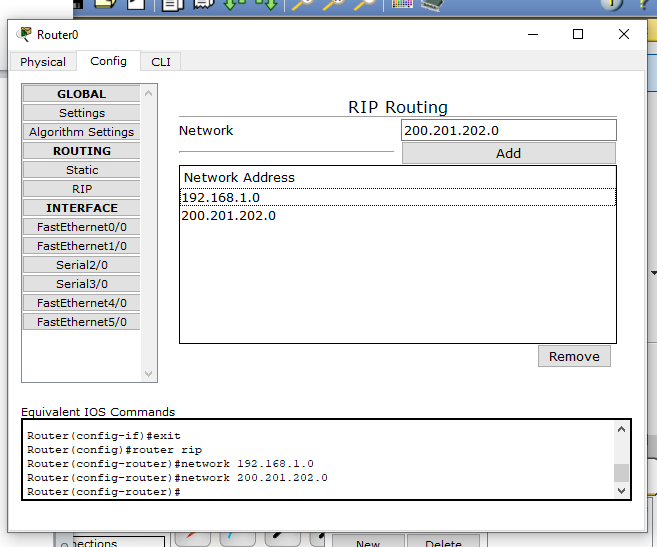 Router0
Physical Config CLI
GLOBAL
Settings
Algorithm Settings
ROUTING
Static
RIP
INTERFACE
FastEthernet0/0
FastEthernet1/0
Serial2/0
Serial3/0
FastEthernet4/0
FastEthernet5/0
RIP Routing
Network 200.201.202.0
Add
Network Address
192.168.1.0
200.201.202.0
Remove
Equivalent IOS Commands
Router(config-if)#exit
Router(config)#router rip
Router(config-router)#network 192.168.1.0
Router(config-router)#network 200.201.202.0
Router(config-router)#
New Delete